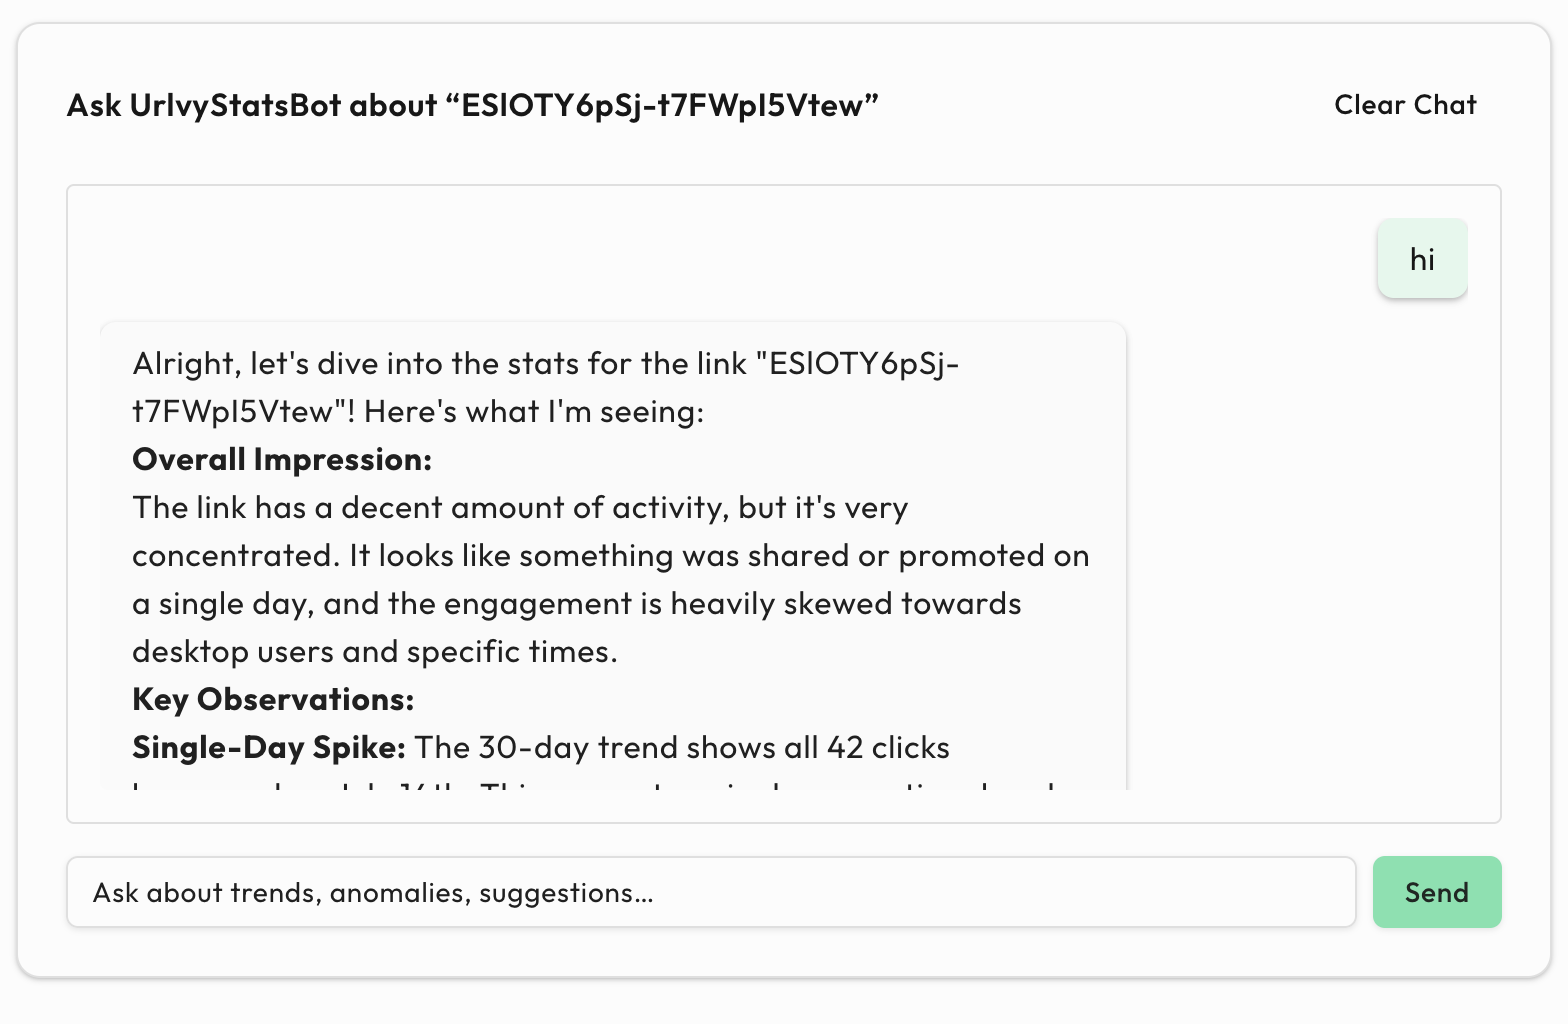 Ask UrlvyStatsBot about “ESlOTY6pSj-t7FWpI5Vtew”
Clear Chat
hi
Alright, let's dive into the stats for the link "ESlOTY6pSj-
t7FWpI5Vtew"! Here's what I'm seeing:
Overall Impression:
The link has a decent amount of activity, but it's very
concentrated. It looks like something was shared or promoted on
a single day, and the engagement is heavily skewed towards
desktop users and specific times.
Key Observations:
Single-Day Spike: The 30-day trend shows all 42 clicks
Ask about trends, anomalies, suggestions…
Send